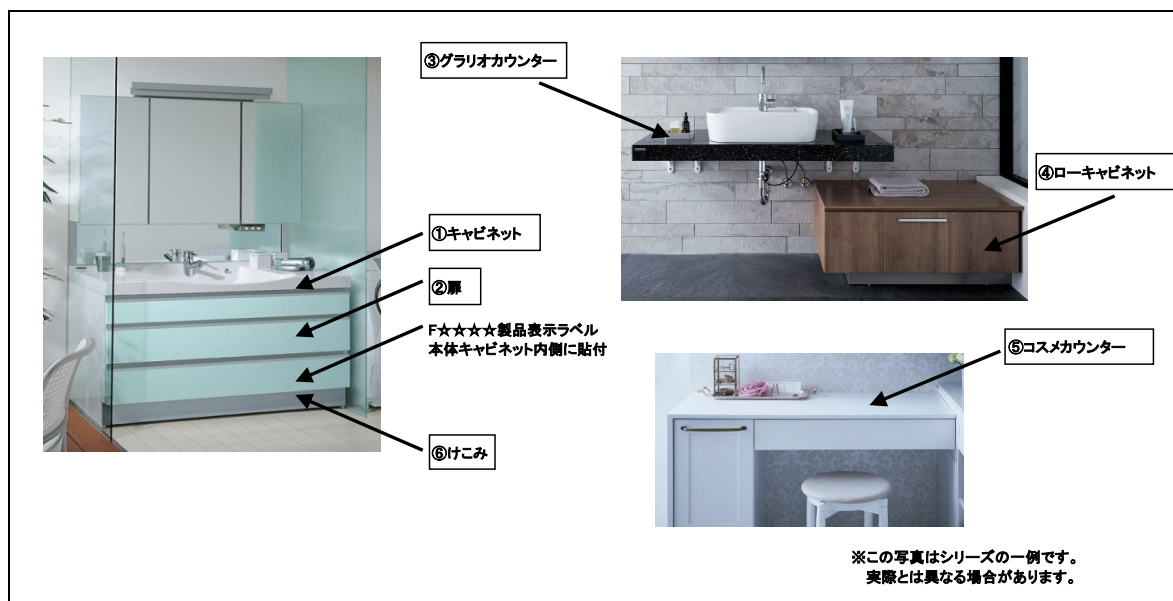 ③グラリオカウンター
④ローキャビネット
①キャビネット
②扉
F☆☆☆☆製品表示ラベル
本体キャビネット内側に貼付
⑤コスメカウンター
⑥けこみ
※この写真はシリーズの一例です。
実際とは異なる場合があります。